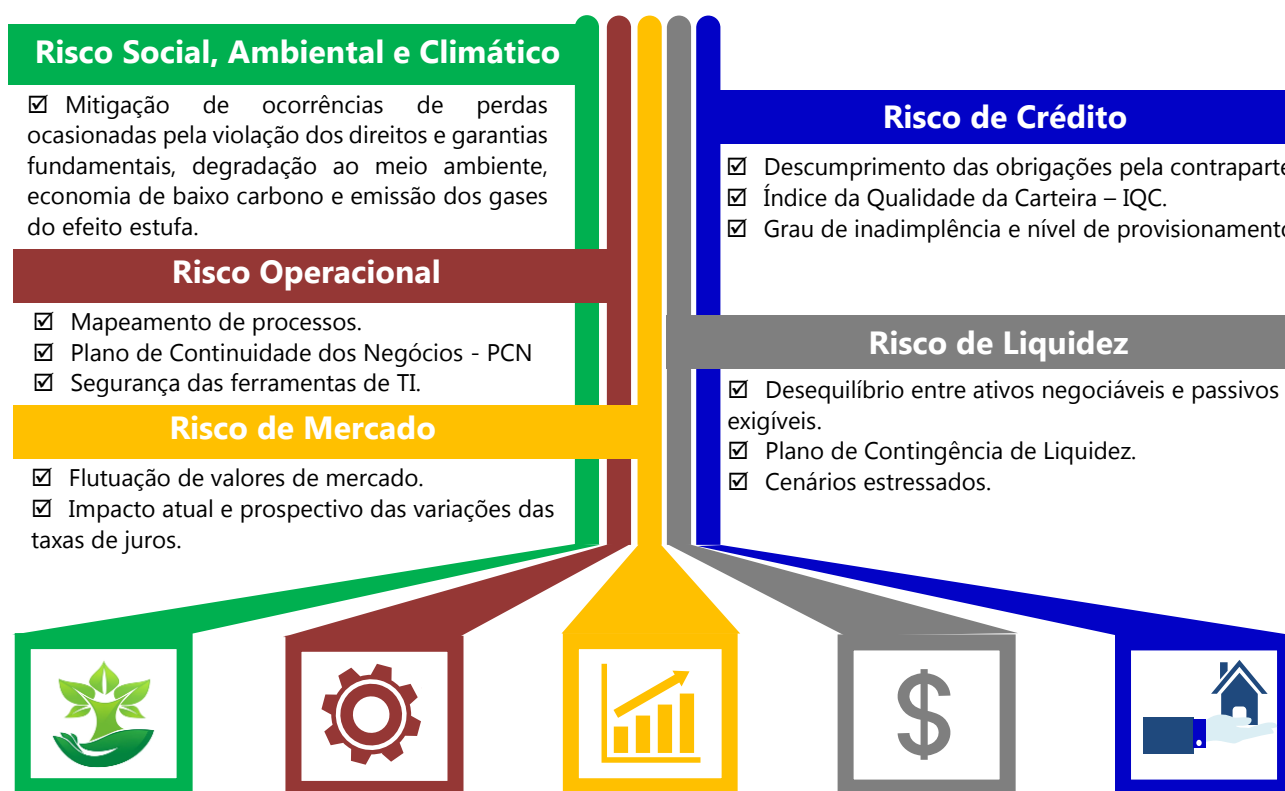 Risco Social, Ambiental e Climático
☑ Mitigação de ocorrências de perdas
ocasionadas pela violação dos direitos e garantias
fundamentais, degradação ao meio ambiente,
economia de baixo carbono e emissão dos gases
do efeito estufa.
Risco Operacional
☑ Mapeamento de processos.
☑ Plano de Continuidade dos Negócios - PCN
☑ Segurança das ferramentas de TI.
Risco de Mercado
☑ Flutuação de valores de mercado.
☑ Impacto atual e prospectivo das variações das
taxas de juros.
Risco de Crédito
☑ Descumprimento das obrigações pela contraparte
☑ Índice da Qualidade da Carteira – IQC.
☑ Grau de inadimplência e nível de provisionamento
Risco de Liquidez
☑ Desequilíbrio entre ativos negociáveis e passivos
exigíveis.
☑ Plano de Contingência de Liquidez.
☑ Cenários estressados.
$